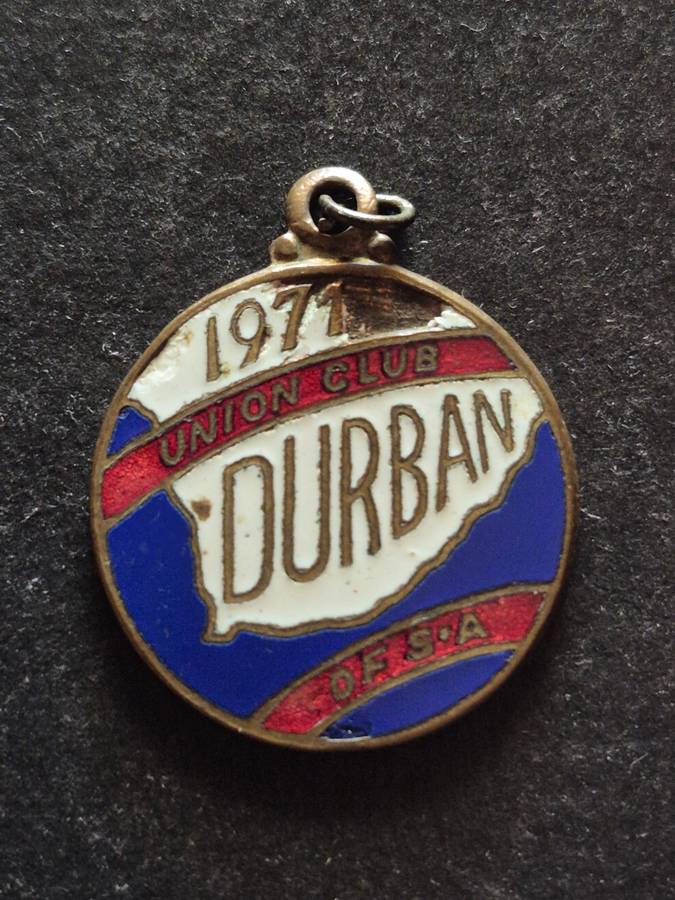 1971
UNION CLUB
DURBAN
OF S·A